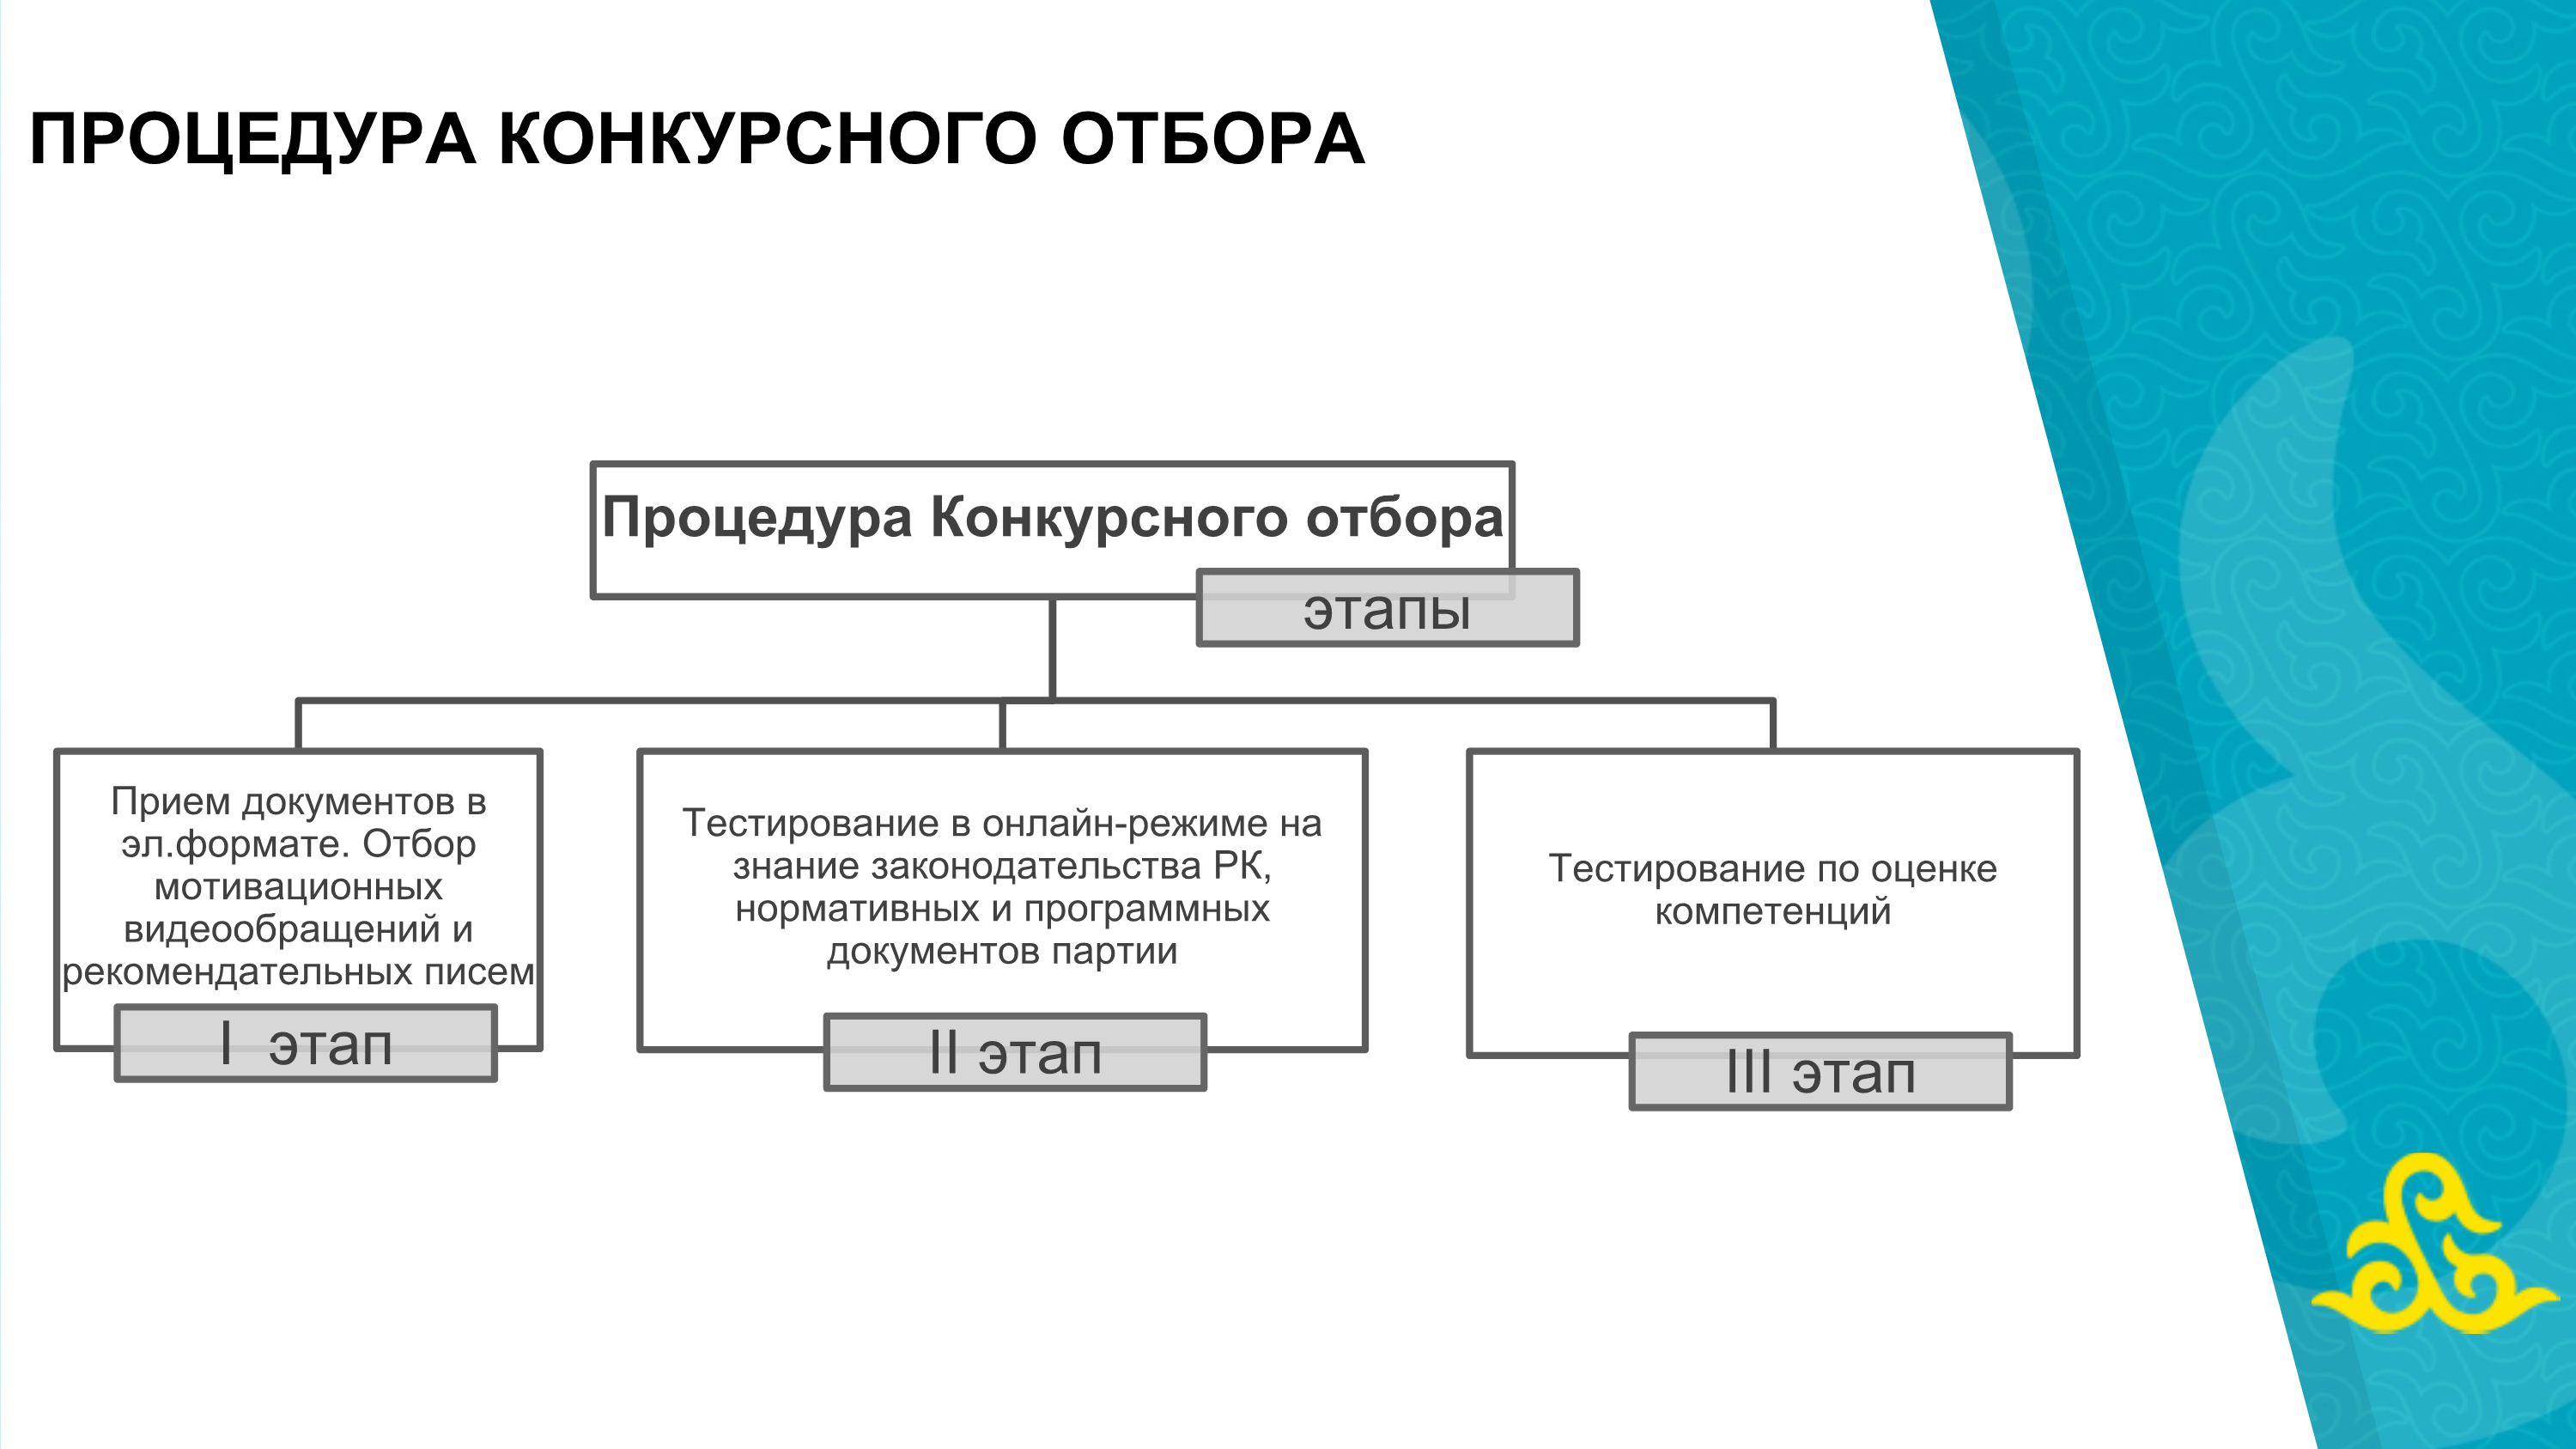 ПРОЦЕДУРА КОНКУРСНОГО ОТБОРА
Процедура Конкурсного отбора
этапы
Прием документов в
эл.формате. Отбор
мотивационных
видеообращений и
рекомендательных писем
I этап
Тестирование в онлайн-режиме на
знание законодательства РК,
нормативных и программных
документов партии
II этап
Тестирование по оценке
компетенций
III этап